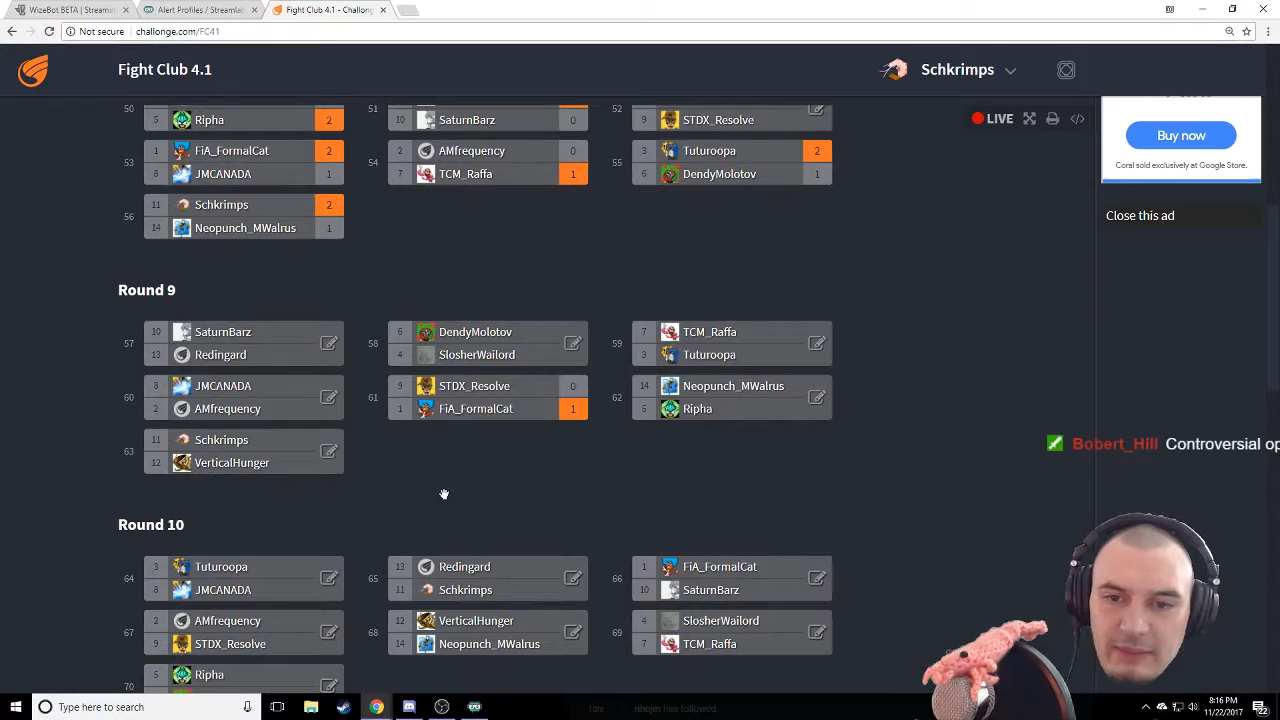 WizeBot BETA | Streamn
Alert Profiles / Streamlab
Fight Club 4.1 - Challong
Not secure
challonge.com/FC41
Fight Club 4.1
Schkrimps
LIVE
50
5 Ripha 2
51
10 SaturnBarz 0
52
9 STDX_Resolve
53
1 FiA_FormalCat 2
8 JMCANADA 1
54
2 AMfrequency 0
7 TCM_Raffa 1
55
3 Tuturoopa 2
6 DendyMolotov 1
56
11 Schkrimps 2
14 Neopunch_MWalrus 1
Buy now
Coral sold exclusively at Google Store.
Close this ad
Round 9
57
10 SaturnBarz
13 Redingard
58
6 DendyMolotov
4 SlosherWailord
59
7 TCM_Raffa
3 Tuturoopa
60
8 JMCANADA
2 AMfrequency
61
9 STDX_Resolve 0
1 FiA_FormalCat 1
62
14 Neopunch_MWalrus
5 Ripha
63
11 Schkrimps
12 VerticalHunger
Bobert_Hill Controversial op
Round 10
64
3 Tuturoopa
8 JMCANADA
65
13 Redingard
11 Schkrimps
66
1 FiA_FormalCat
10 SaturnBarz
67
2 AMfrequency
9 STDX_Resolve
68
12 VerticalHunger
14 Neopunch_MWalrus
69
4 SlosherWailord
7 TCM_Raffa
70
5 Ripha
Type here to search
nhojm has followed.
8:16 PM
11/22/2017